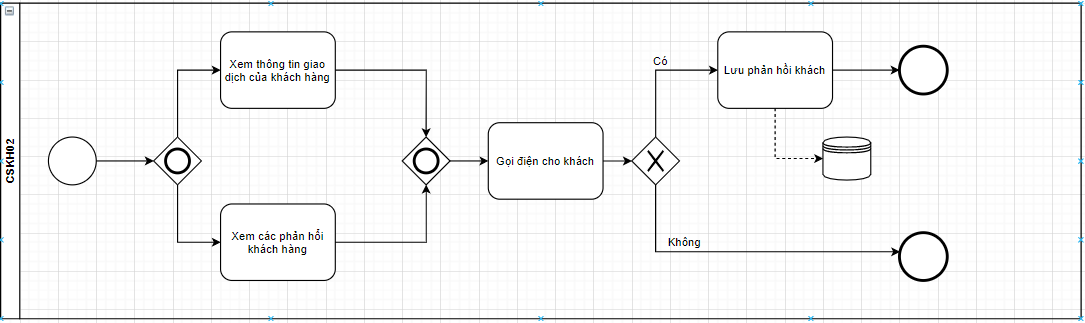 CSKH02
Xem thông tin giao
dịch của khách hàng
Xem các phản hổi
khách hàng
Gọi điện cho khách
Có
Không
Lưu phản hồi khách